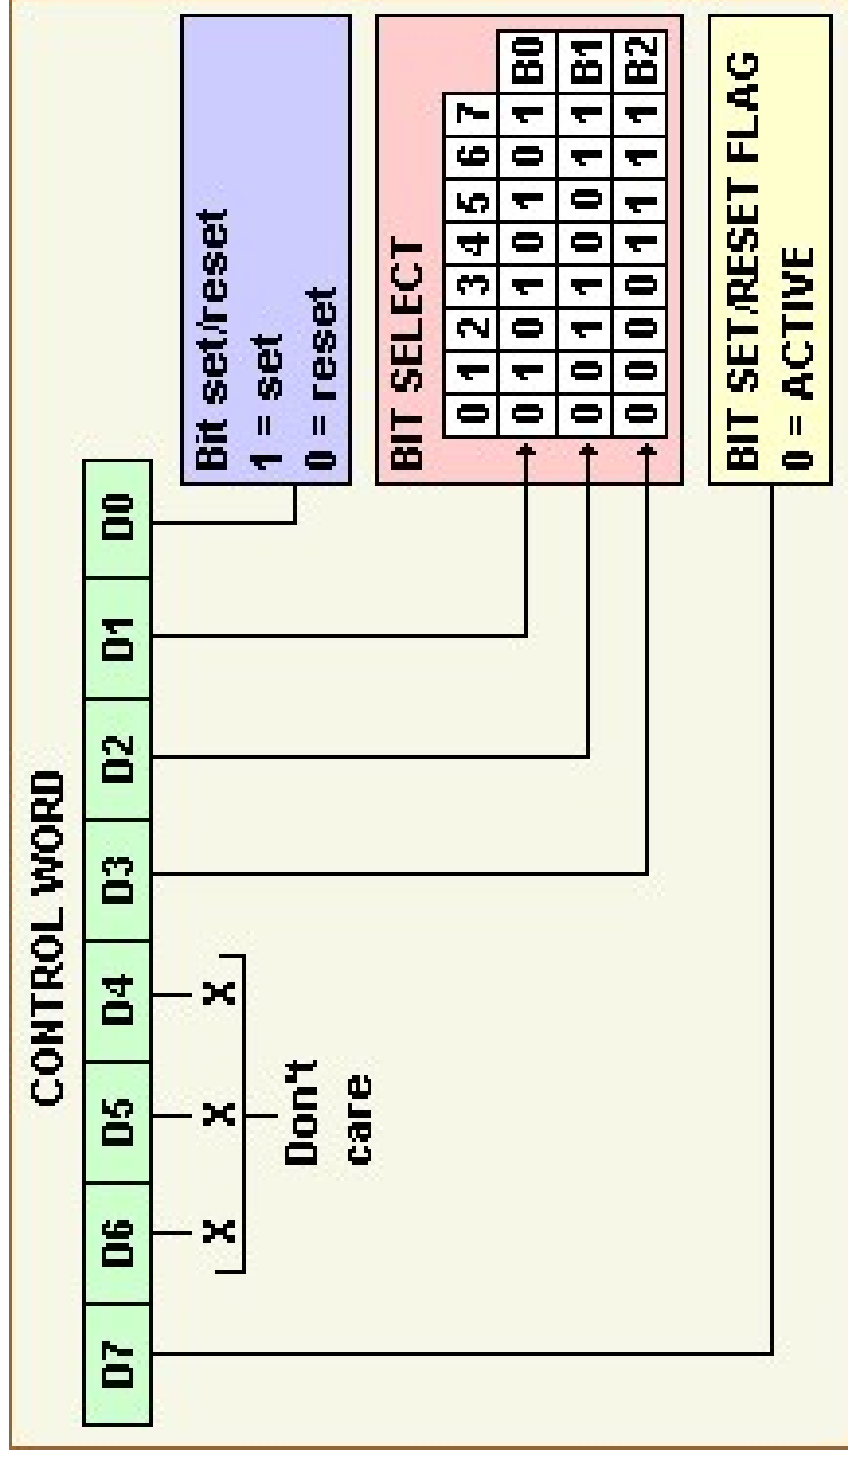 CONTROL WORD
D7 D6 D5 D4 D3 D2 D1 D0
X X X
Don't
care
Bit set/reset
1 = set
0 = reset
BIT SELECT
0 1 2 3 4 5 6 7
0 1 0 1 0 1 0 1 B0
0 0 1 1 0 0 1 1 B1
0 0 0 0 1 1 1 1 B2
BIT SET/RESET FLAG
0 = ACTIVE